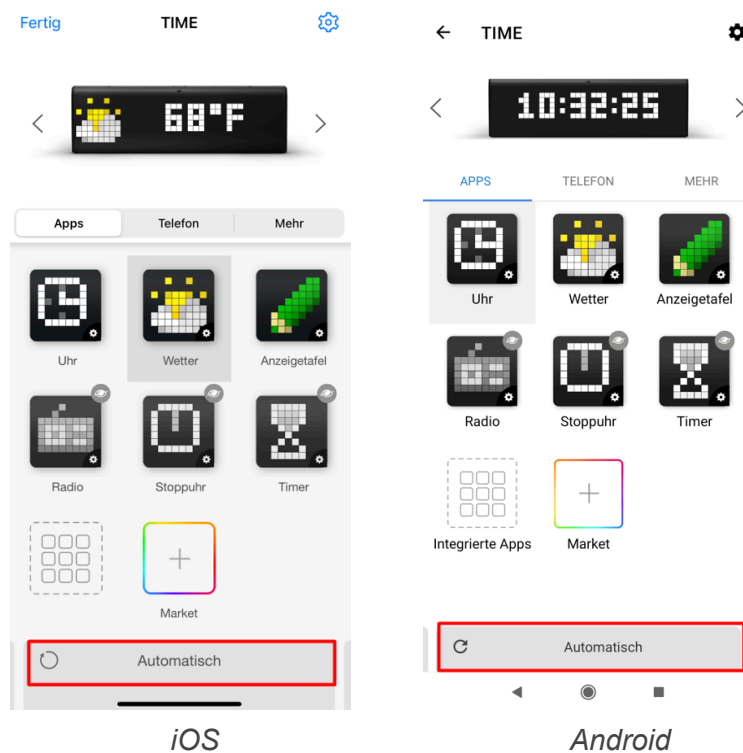 Fertig
TIME
68°F
Apps
Telefon
Mehr
Uhr
Wetter
Anzeigetafel
Radio
Stoppuhr
Timer
Market
Automatisch
iOS
TIME
10:32:25
APPS
TELEFON
MEHR
Uhr
Wetter
Anzeigetafel
Radio
Stoppuhr
Timer
Integrierte Apps
Market
Automatisch
Android